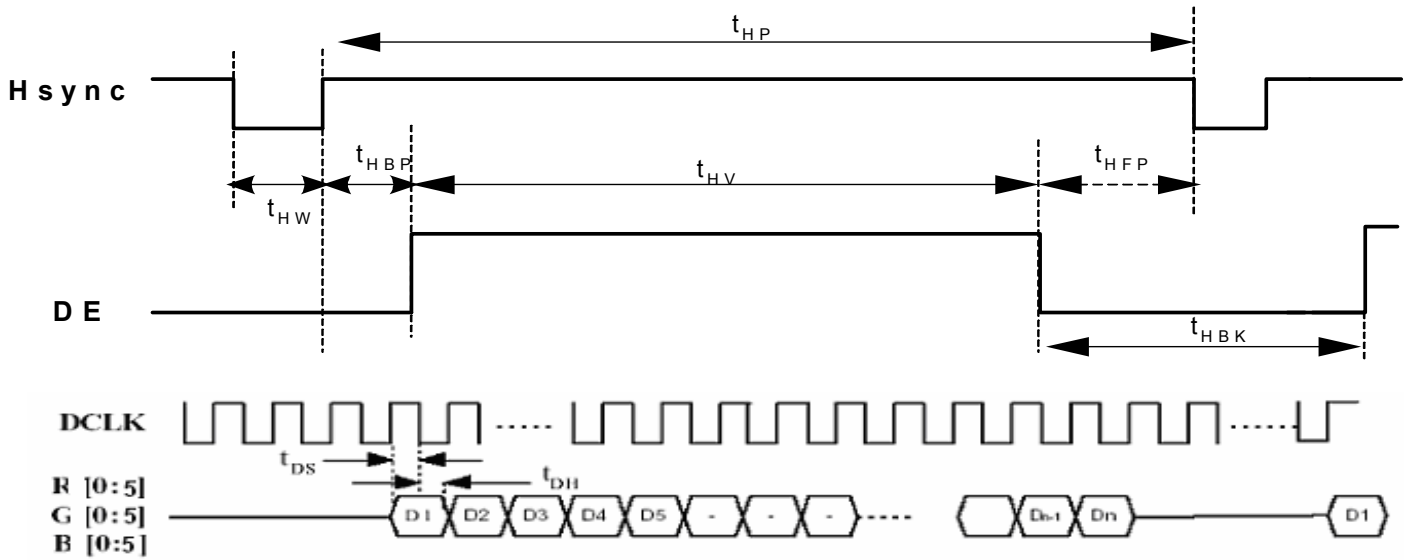 tHP
Hsync
tHBP
tHV
tHFP
tHW
DE
tHBK
DCLK
tDS
tDH
R [0:5]
G [0:5]
B [0:5]
D1 D2 D3 D4 D5 - - - Dn-1 Dn D1